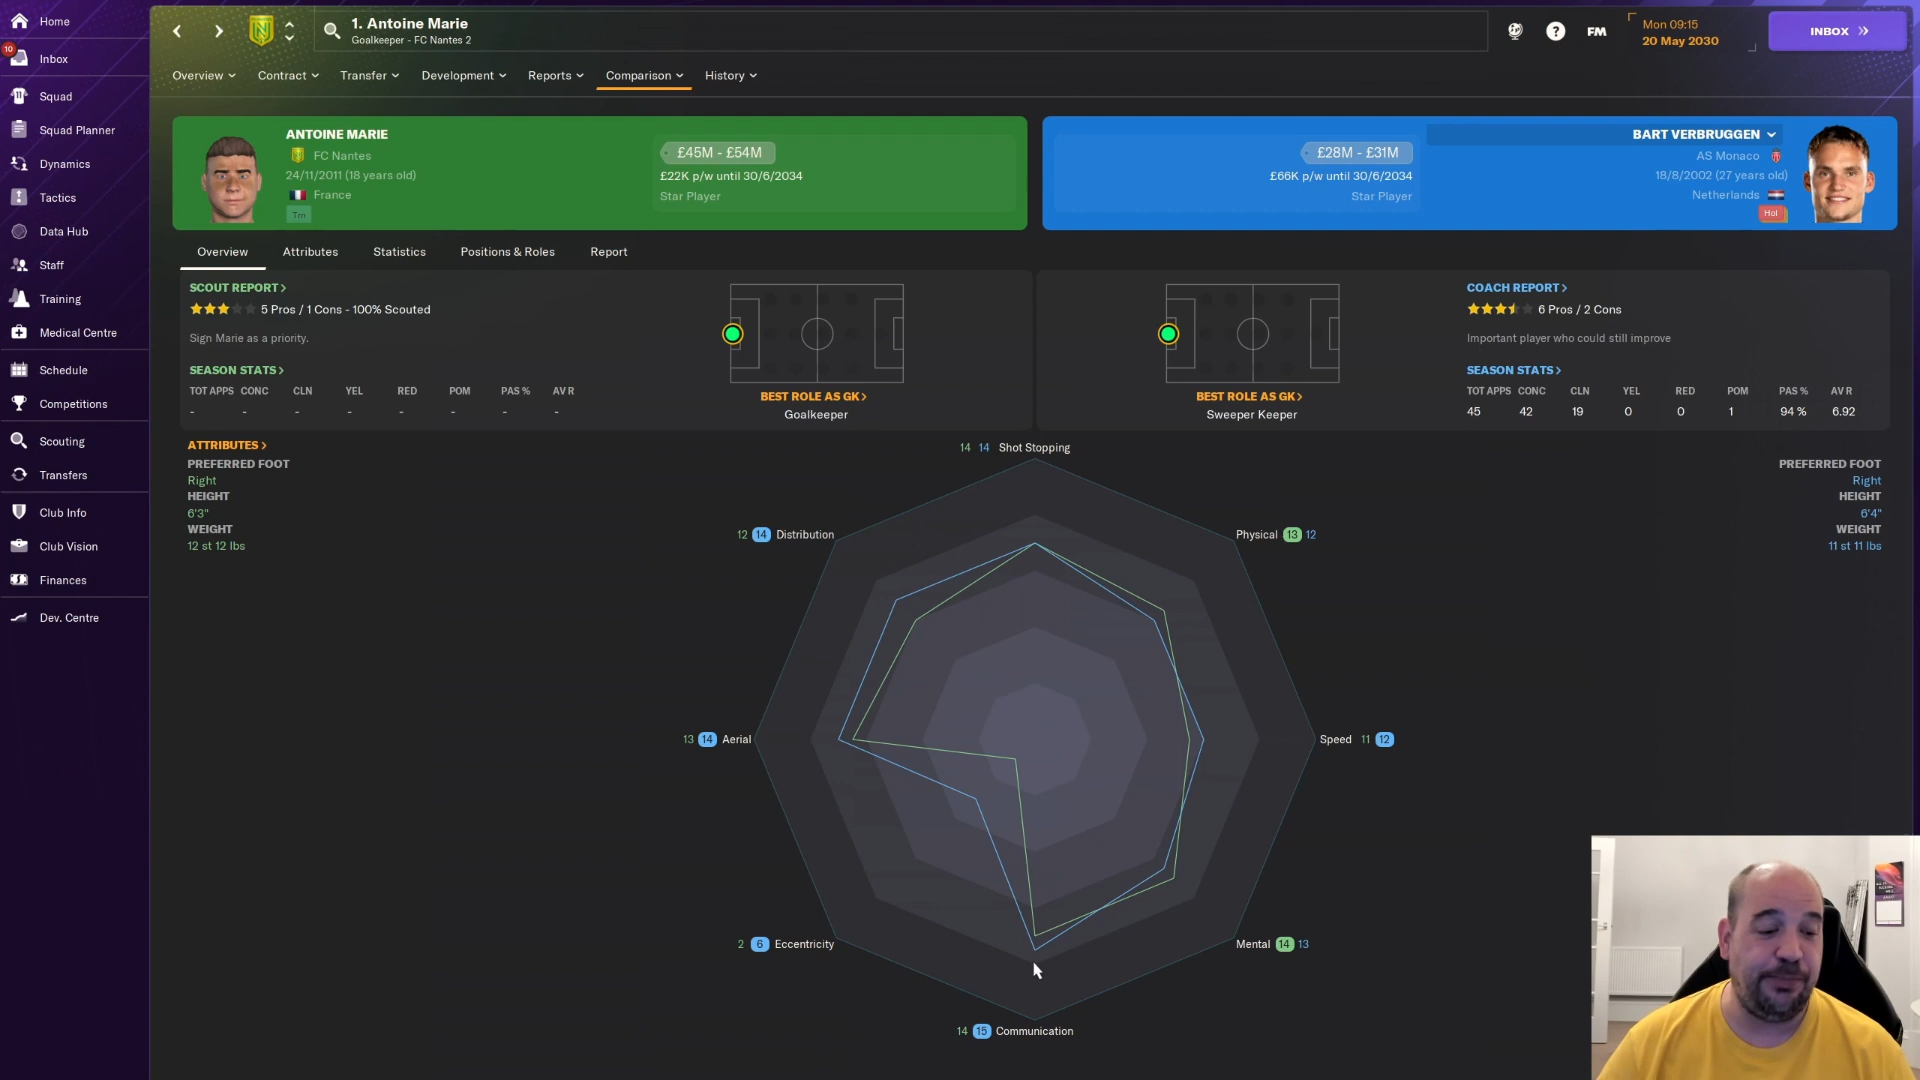 Home
10
Inbox
Squad
Squad Planner
Dynamics
Tactics
Data Hub
Staff
Training
Medical Centre
Schedule
Competitions
Scouting
Transfers
Club Info
Club Vision
Finances
Dev. Centre
1. Antoine Marie
Goalkeeper - FC Nantes 2
? FM Mon 09:15
20 May 2030
INBOX
Overview Contract Transfer Development Reports Comparison History
ANTOINE MARIE
FC Nantes
24/11/2011 (18 years old)
France
Trn
£45M - £54M
£22K p/w until 30/6/2034
Star Player
BART VERBRUGGEN
AS Monaco
18/8/2002 (27 years old)
Netherlands
Hol
£28M - £31M
£66K p/w until 30/6/2034
Star Player
Overview Attributes Statistics Positions & Roles Report
SCOUT REPORT
5 Pros / 1 Cons - 100% Scouted
Sign Marie as a priority.
SEASON STATS
TOT APPS CONC CLN YEL RED POM PAS % AV R
- - - - - - - -
BEST ROLE AS GK
Goalkeeper
BEST ROLE AS GK
Sweeper Keeper
COACH REPORT
6 Pros / 2 Cons
Important player who could still improve
SEASON STATS
TOT APPS CONC CLN YEL RED POM PAS % AV R
45 42 19 0 0 1 94 % 6.92
ATTRIBUTES
PREFERRED FOOT
Right
HEIGHT
6'3"
WEIGHT
12 st 12 lbs
14 14 Shot Stopping
12 14 Distribution
Physical 13 12
13 14 Aerial
Speed 11 12
2 6 Eccentricity
Mental 14 13
14 15 Communication
PREFERRED FOOT
Right
HEIGHT
6'4"
WEIGHT
11 st 11 lbs